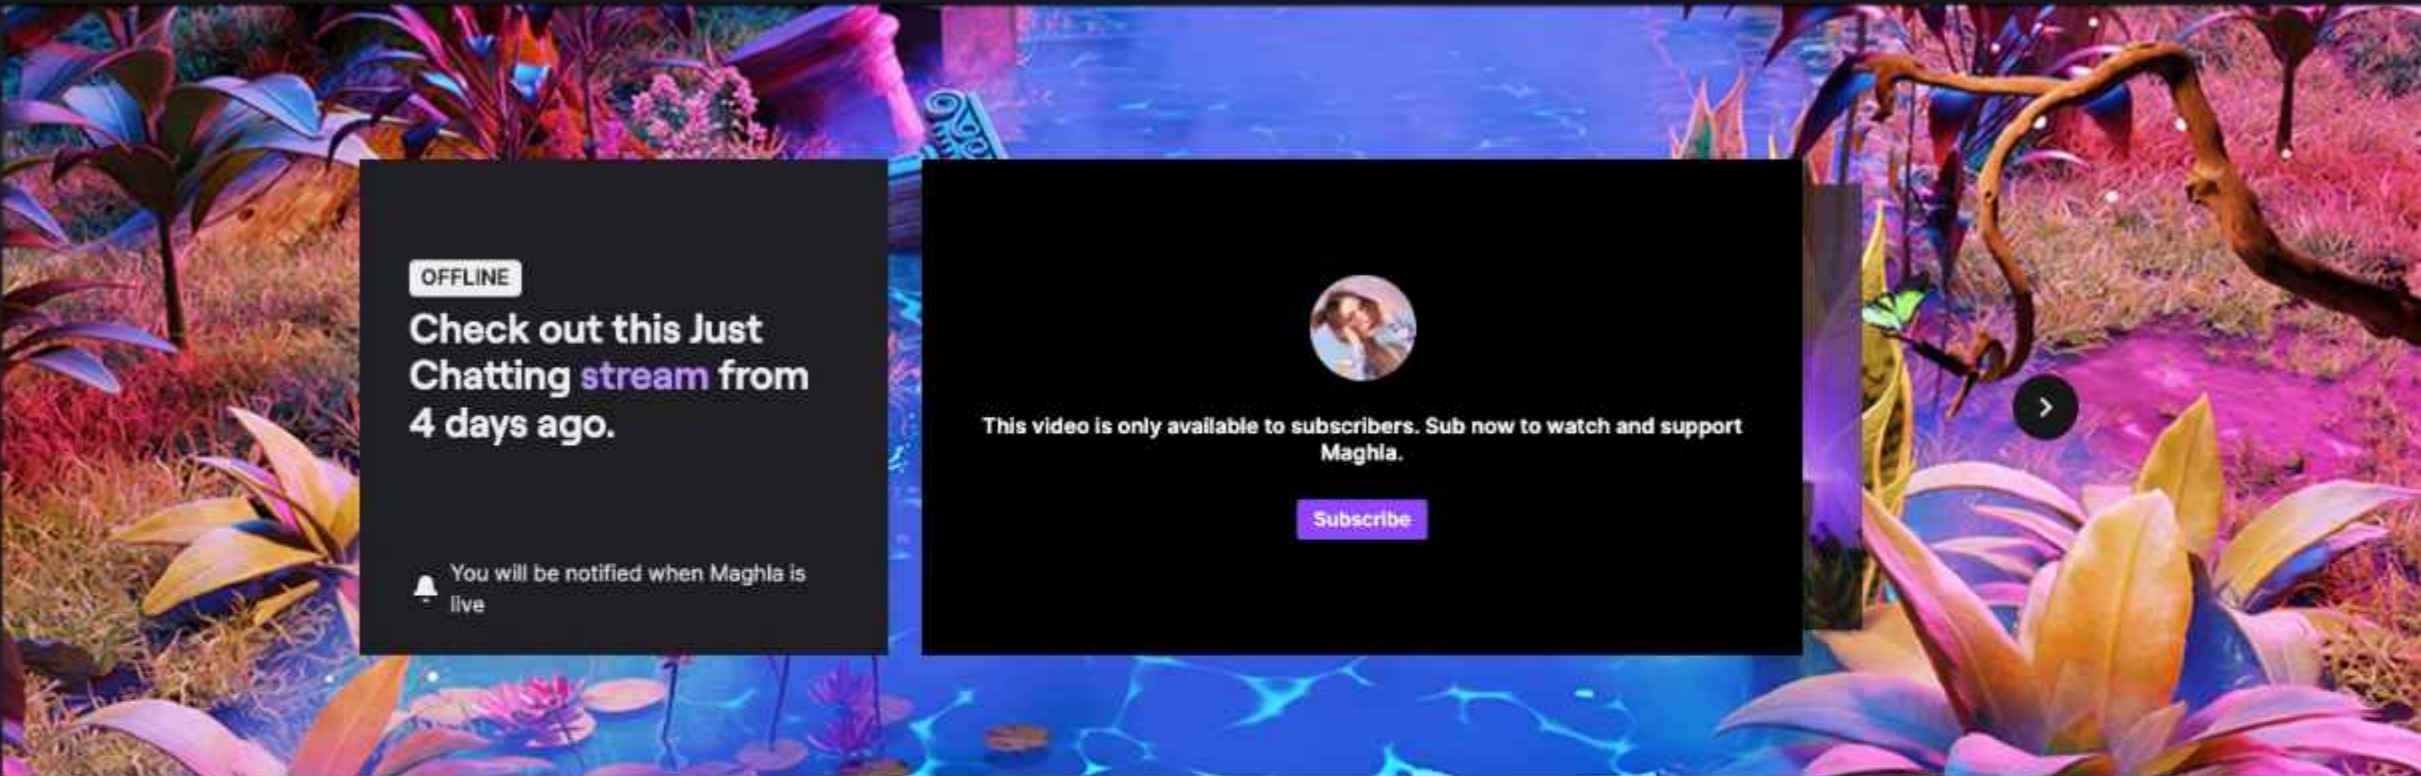 OFFLINE
Check out this Just
Chatting stream from
4 days ago.
You will be notified when Maghla is
live
This video is only available to subscribers. Sub now to watch and support
Maghla.
Subscribe